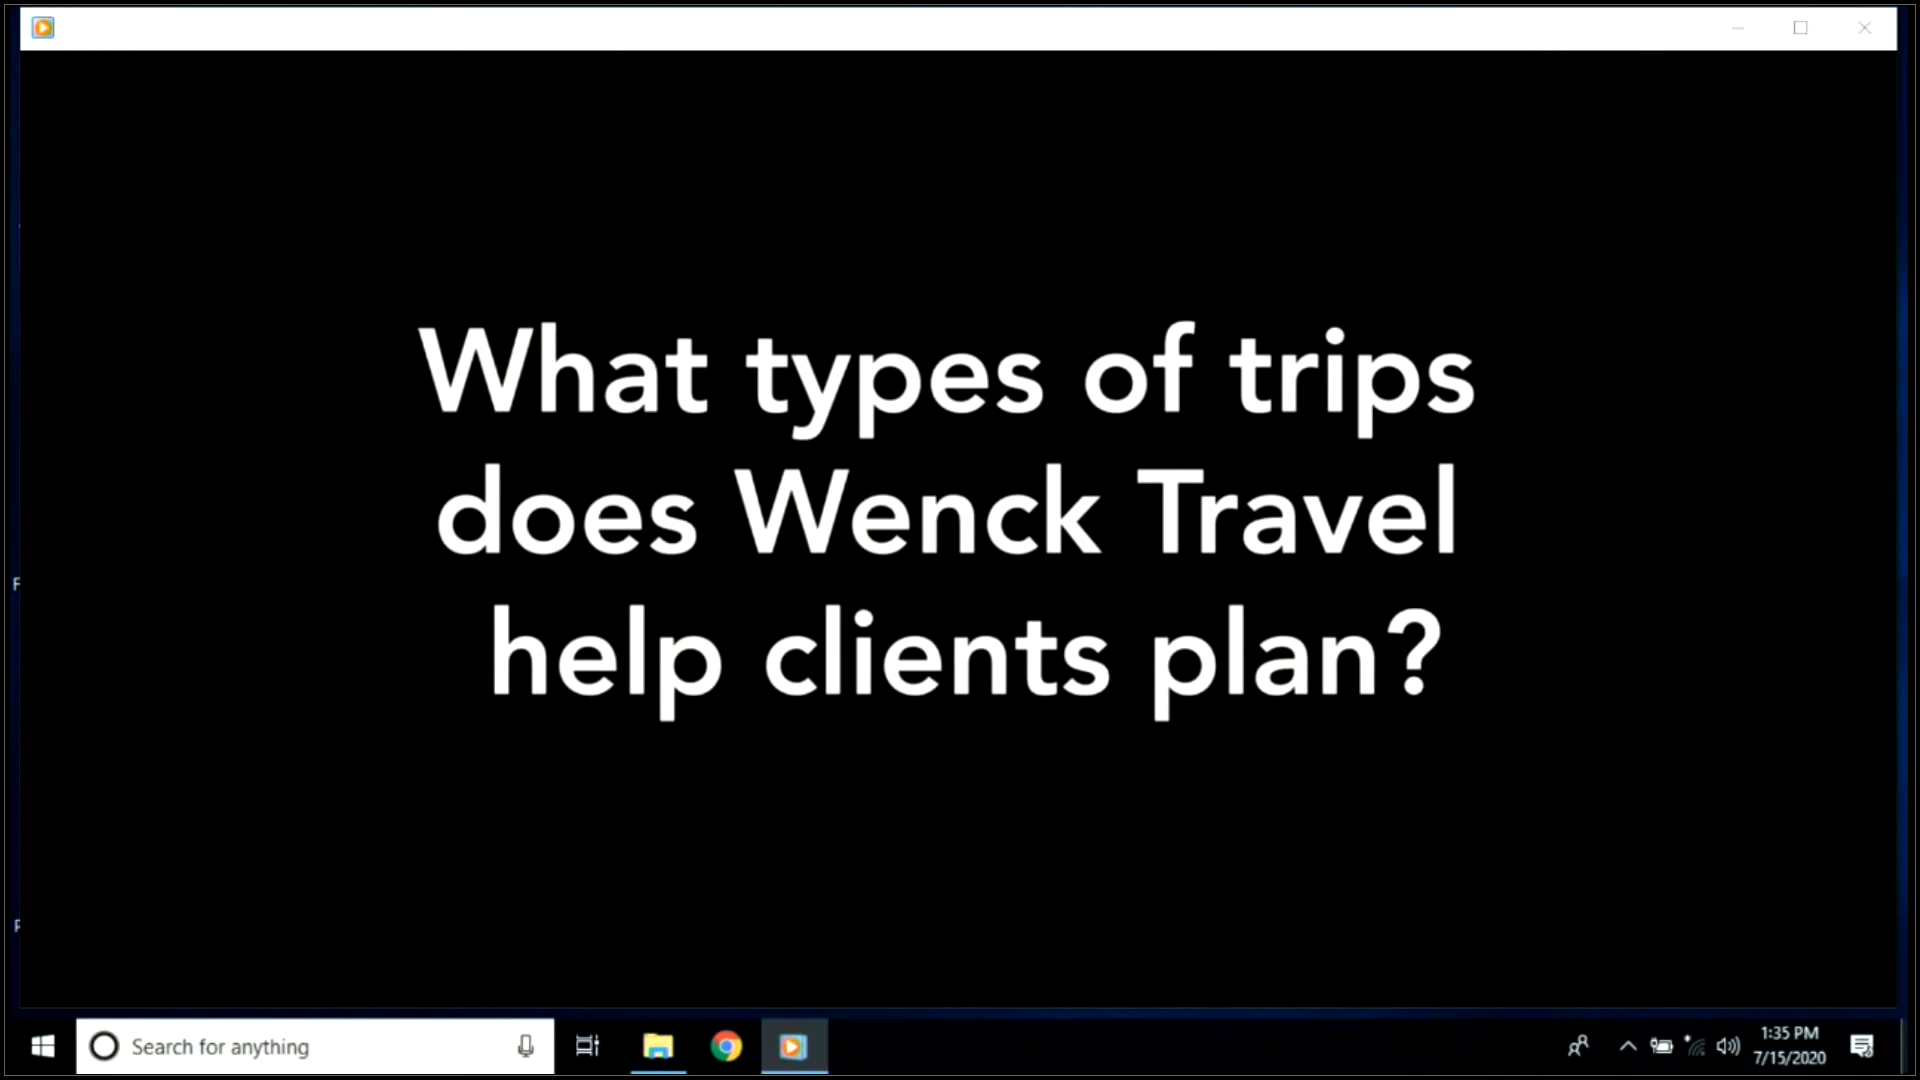 What types of trips
does Wenck Travel
help clients plan?
F
Search for anything
1:35 PM
7/15/2020